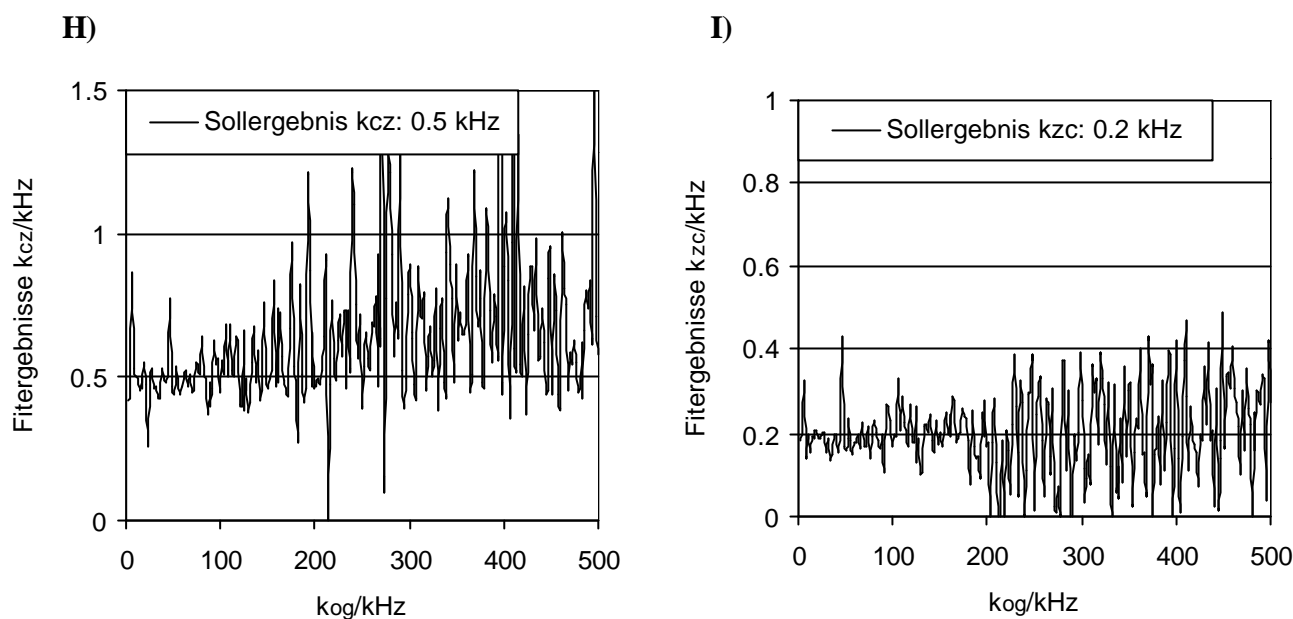 H)
1.5
1
0.5
0
Fitergebnisse kcz/kHz
Sollergebnis kcz: 0.5 kHz
0 100 200 300 400 500
kog/kHz
I)
1
0.8
0.6
0.4
0.2
0
Fitergebnisse kzc/kHz
Sollergebnis kzc: 0.2 kHz
0 100 200 300 400 500
kog/kHz